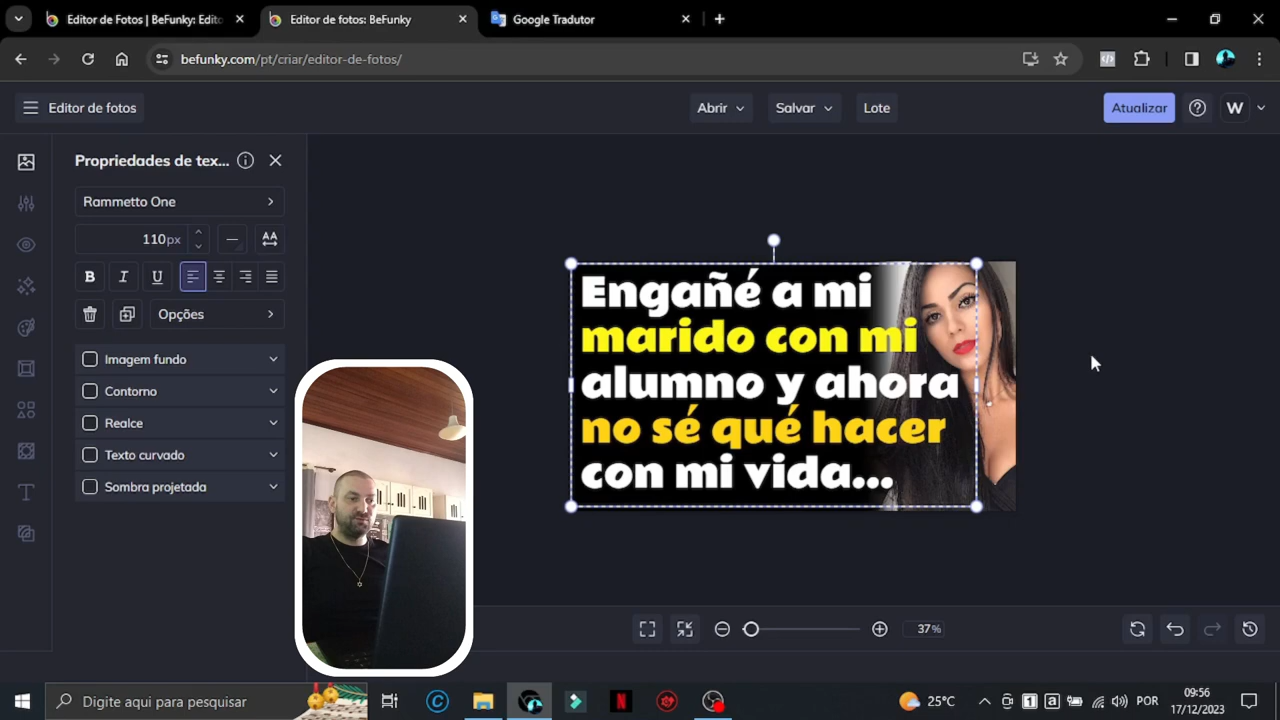 Editor de Fotos | BeFunky: Edito
Editor de fotos: BeFunky
Google Tradutor
befunky.com/pt/criar/editor-de-fotos/
Editor de fotos
Abrir
Salvar
Lote
Atualizar
W
Propriedades de tex...
Rammetto One
110px
AA
B I U
Opções
Imagem fundo
Contorno
Realce
Texto curvado
Sombra projetada
Engañé a mi
marido con mi
alumno y ahora
no sé qué hacer
con mi vida...
37%
Digite aqui para pesquisar
25°C
POR
09:56
17/12/2023